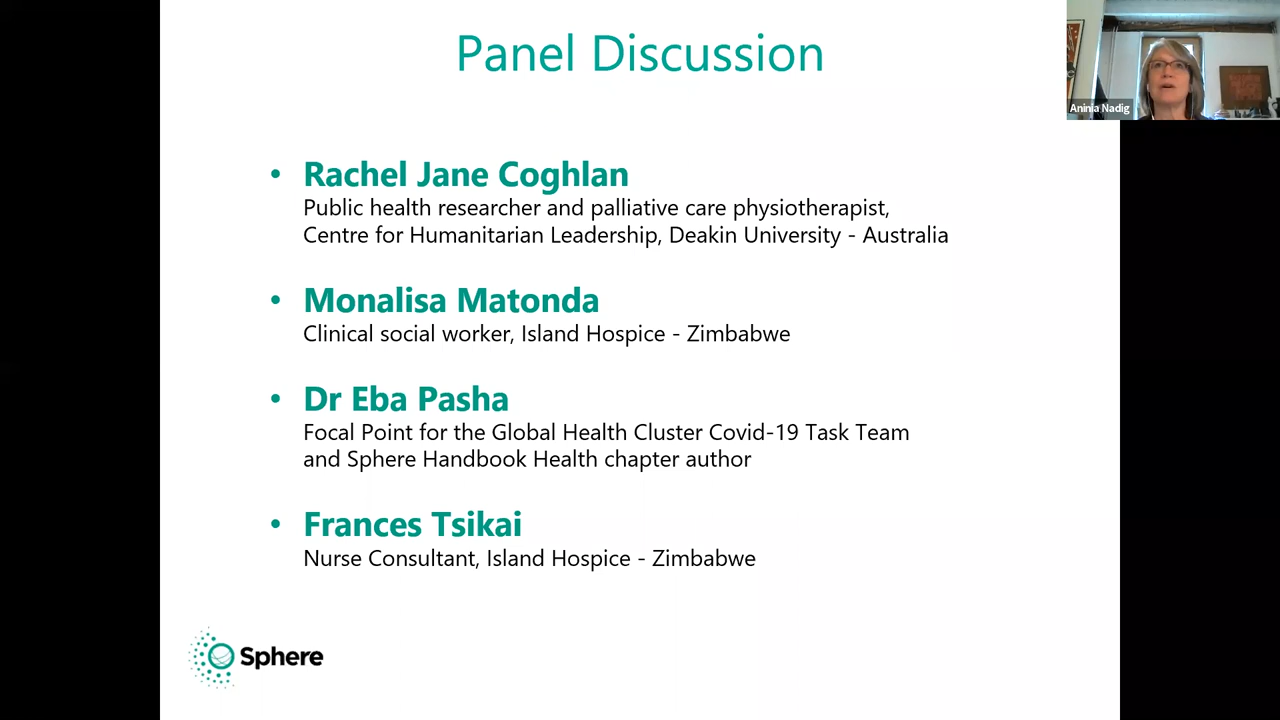 Panel Discussion
Aninia Nadig
• Rachel Jane Coghlan
Public health researcher and palliative care physiotherapist,
Centre for Humanitarian Leadership, Deakin University - Australia
• Monalisa Matonda
Clinical social worker, Island Hospice - Zimbabwe
• Dr Eba Pasha
Focal Point for the Global Health Cluster Covid-19 Task Team
and Sphere Handbook Health chapter author
• Frances Tsikai
Nurse Consultant, Island Hospice - Zimbabwe
Sphere